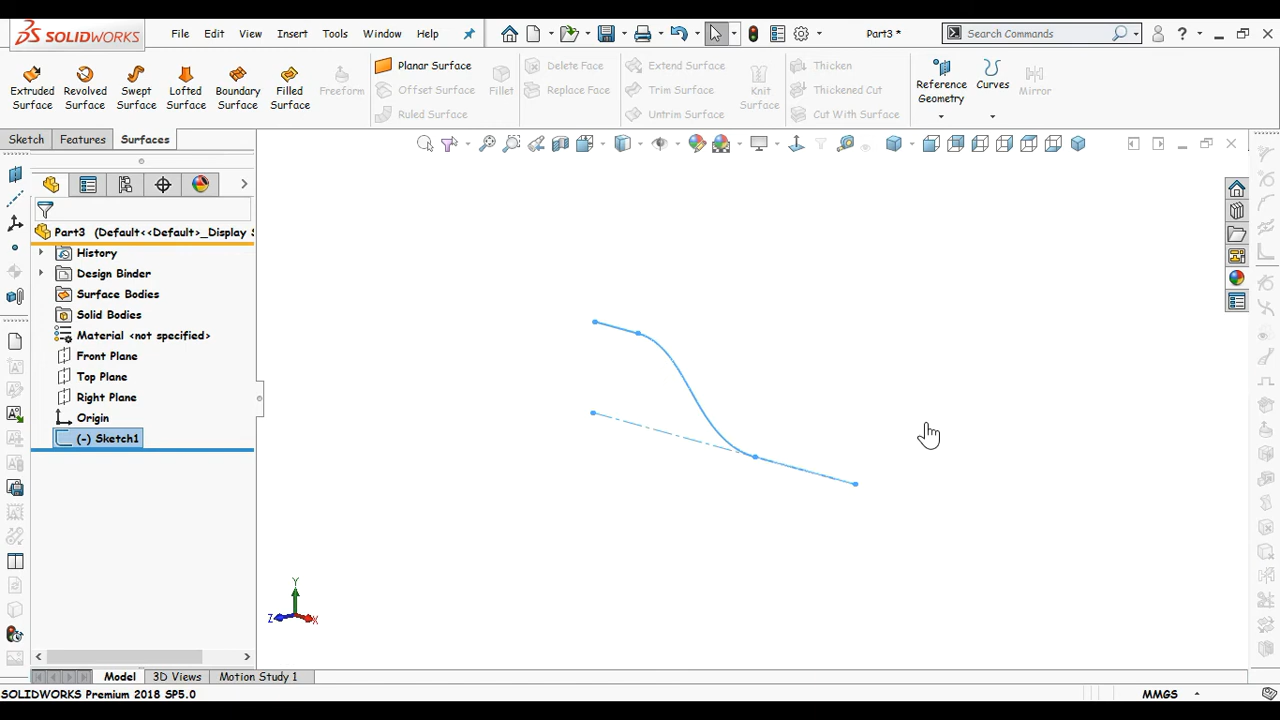 SOLIDWORKS File Edit View Insert Tools Window Help Part3 * Search Commands ?
Extruded Surface Revolved Surface Swept Surface Lofted Surface Boundary Surface Filled Surface Freeform
Planar Surface Offset Surface Ruled Surface
Fillet
Delete Face Replace Face
Extend Surface Trim Surface Untrim Surface
Knit Surface
Thicken Thickened Cut Cut With Surface
Reference Geometry Curves Mirror
Sketch Features Surfaces
Part3 (Default<<Default>_Display S
History
Design Binder
Surface Bodies
Solid Bodies
Material <not specified>
Front Plane
Top Plane
Right Plane
Origin
(-) Sketch1
Y
Z X
Model 3D Views Motion Study 1
SOLIDWORKS Premium 2018 SP5.0 MMGS